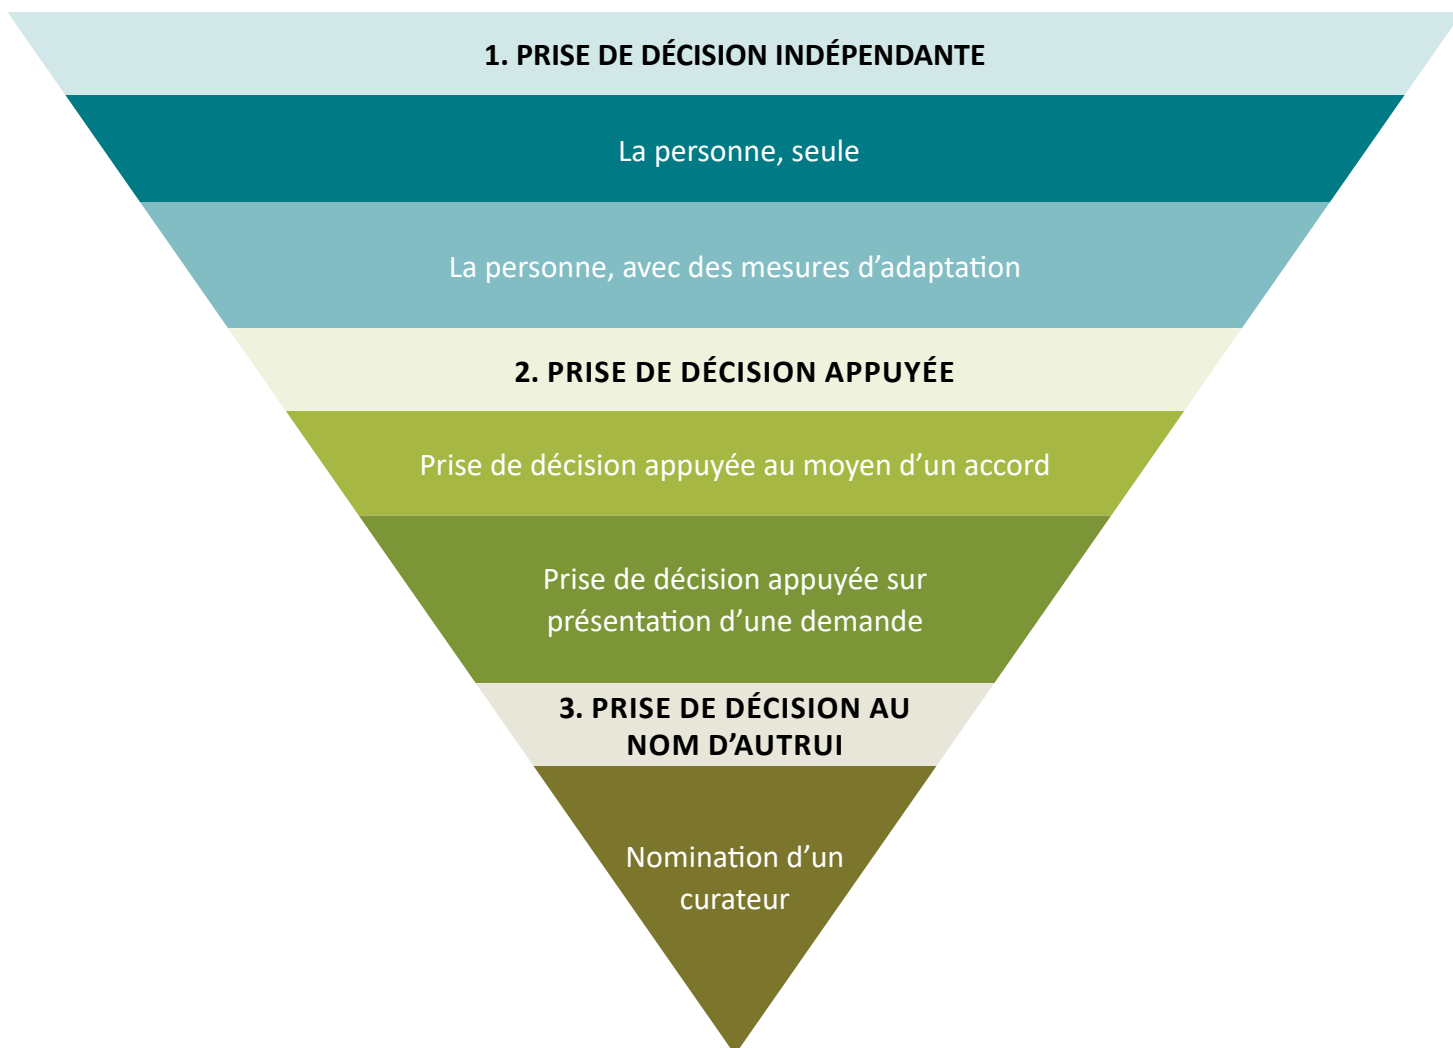 1. PRISE DE DÉCISION INDÉPENDANTE
La personne, seule
La personne, avec des mesures d’adaptation
2. PRISE DE DÉCISION APPUYÉE
Prise de décision appuyée au moyen d’un accord
Prise de décision appuyée sur
présentation d’une demande
3. PRISE DE DÉCISION AU
NOM D’AUTRUI
Nomination d’un
curateur